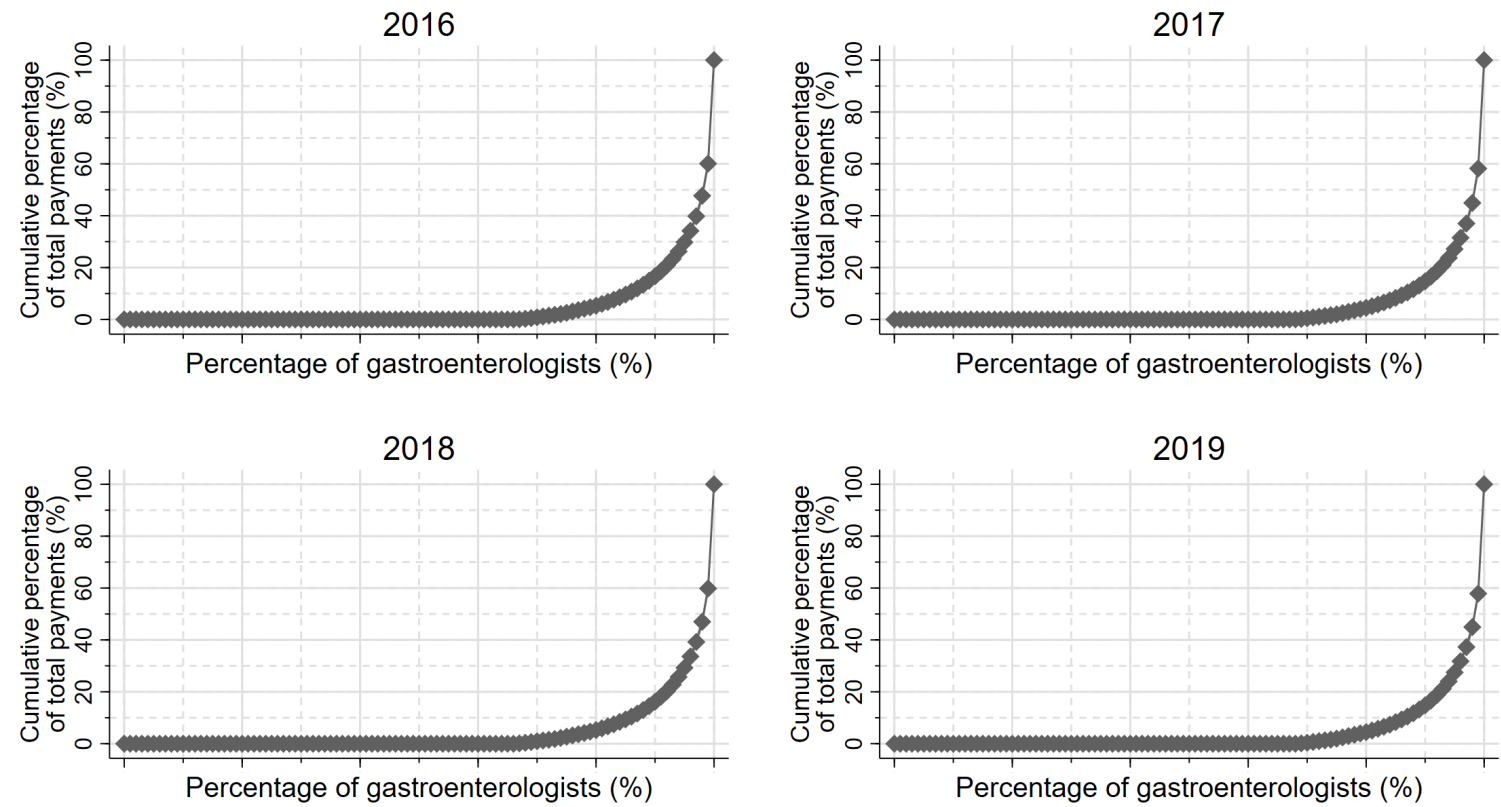 2016
Cumulative percentage
of total payments (%)
0
20
40
60
80
100
Percentage of gastroenterologists (%)
2017
Cumulative percentage
of total payments (%)
0
20
40
60
80
100
Percentage of gastroenterologists (%)
2018
Cumulative percentage
of total payments (%)
0
20
40
60
80
100
Percentage of gastroenterologists (%)
2019
Cumulative percentage
of total payments (%)
0
20
40
60
80
100
Percentage of gastroenterologists (%)